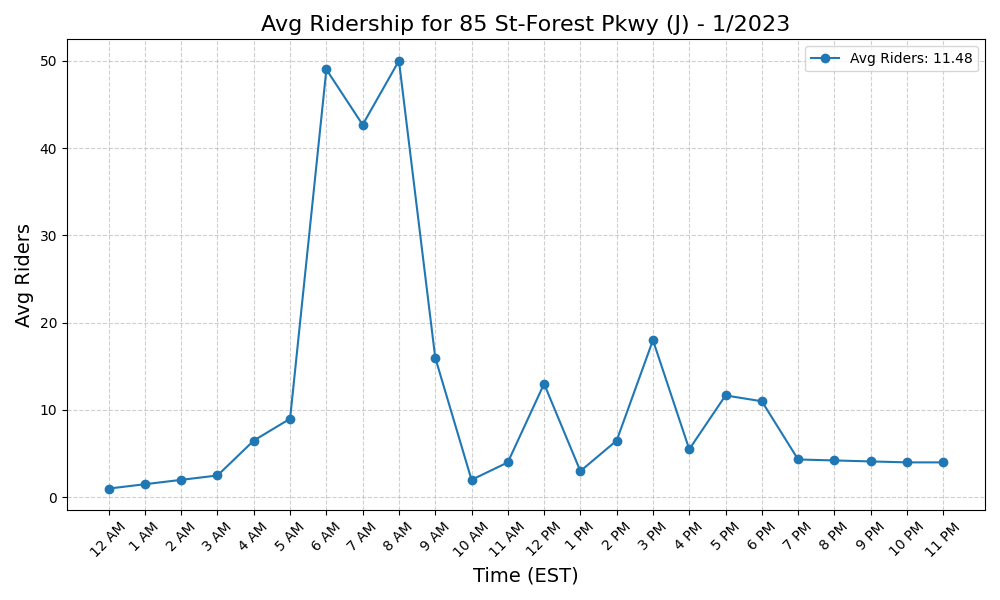 Avg Ridership for 85 St-Forest Pkwy (J) - 1/2023
Avg Riders: 11.48
Avg Riders
50
40
30
20
10
0
12 AM
1 AM
2 AM
3 AM
4 AM
5 AM
6 AM
7 AM
8 AM
9 AM
10 AM
11 AM
12 PM
1 PM
2 PM
3 PM
4 PM
5 PM
6 PM
7 PM
8 PM
9 PM
10 PM
11 PM
Time (EST)